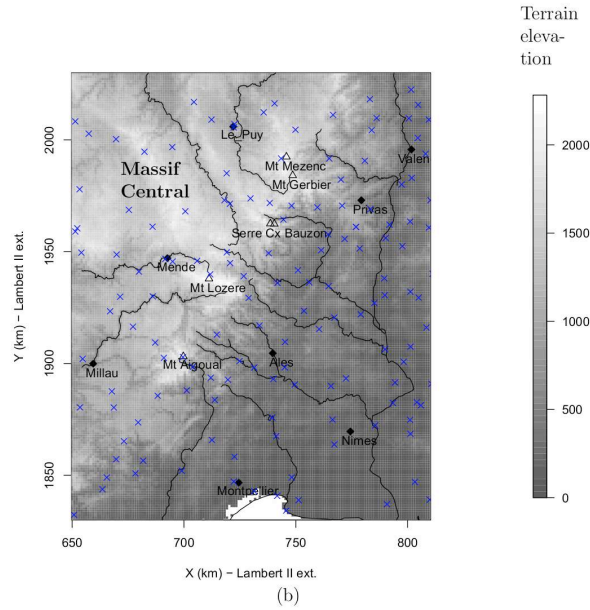 Terrain
eleva-
tion
2000
1500
1000
500
0
2000
1950
1900
1850
Y (km) − Lambert II ext.
Le Puy
Valen
Mt Mezenc
Massif
Central
Mt Gerbier
Privas
Serre Cx Bauzon
Mende
Mt Lozere
Mt Aigoual
Ales
Millau
Nimes
Montpellier
650
700
750
800
X (km) − Lambert II ext.
(b)